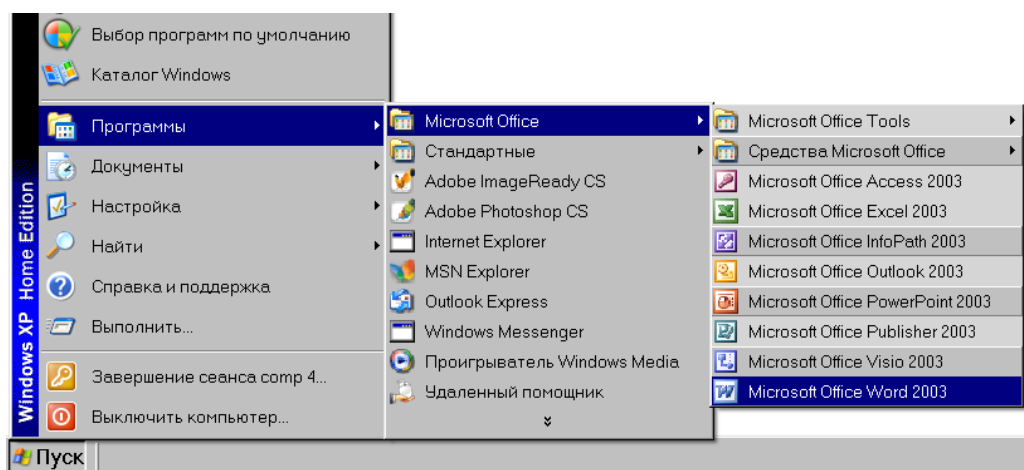 Выбор программ по умолчанию
Каталог Windows
Программы
Документы
Настройка
Найти
Справка и поддержка
Выполнить...
Завершение сеанса comp 4...
Выключить компьютер...
Windows XP Home Edition
Пуск
Microsoft Office
Стандартные
Adobe ImageReady CS
Adobe Photoshop CS
Internet Explorer
MSN Explorer
Outlook Express
Windows Messenger
Проигрыватель Windows Media
Удаленный помощник
Microsoft Office Tools
Средства Microsoft Office
Microsoft Office Access 2003
Microsoft Office Excel 2003
Microsoft Office InfoPath 2003
Microsoft Office Outlook 2003
Microsoft Office PowerPoint 2003
Microsoft Office Publisher 2003
Microsoft Office Visio 2003
Microsoft Office Word 2003